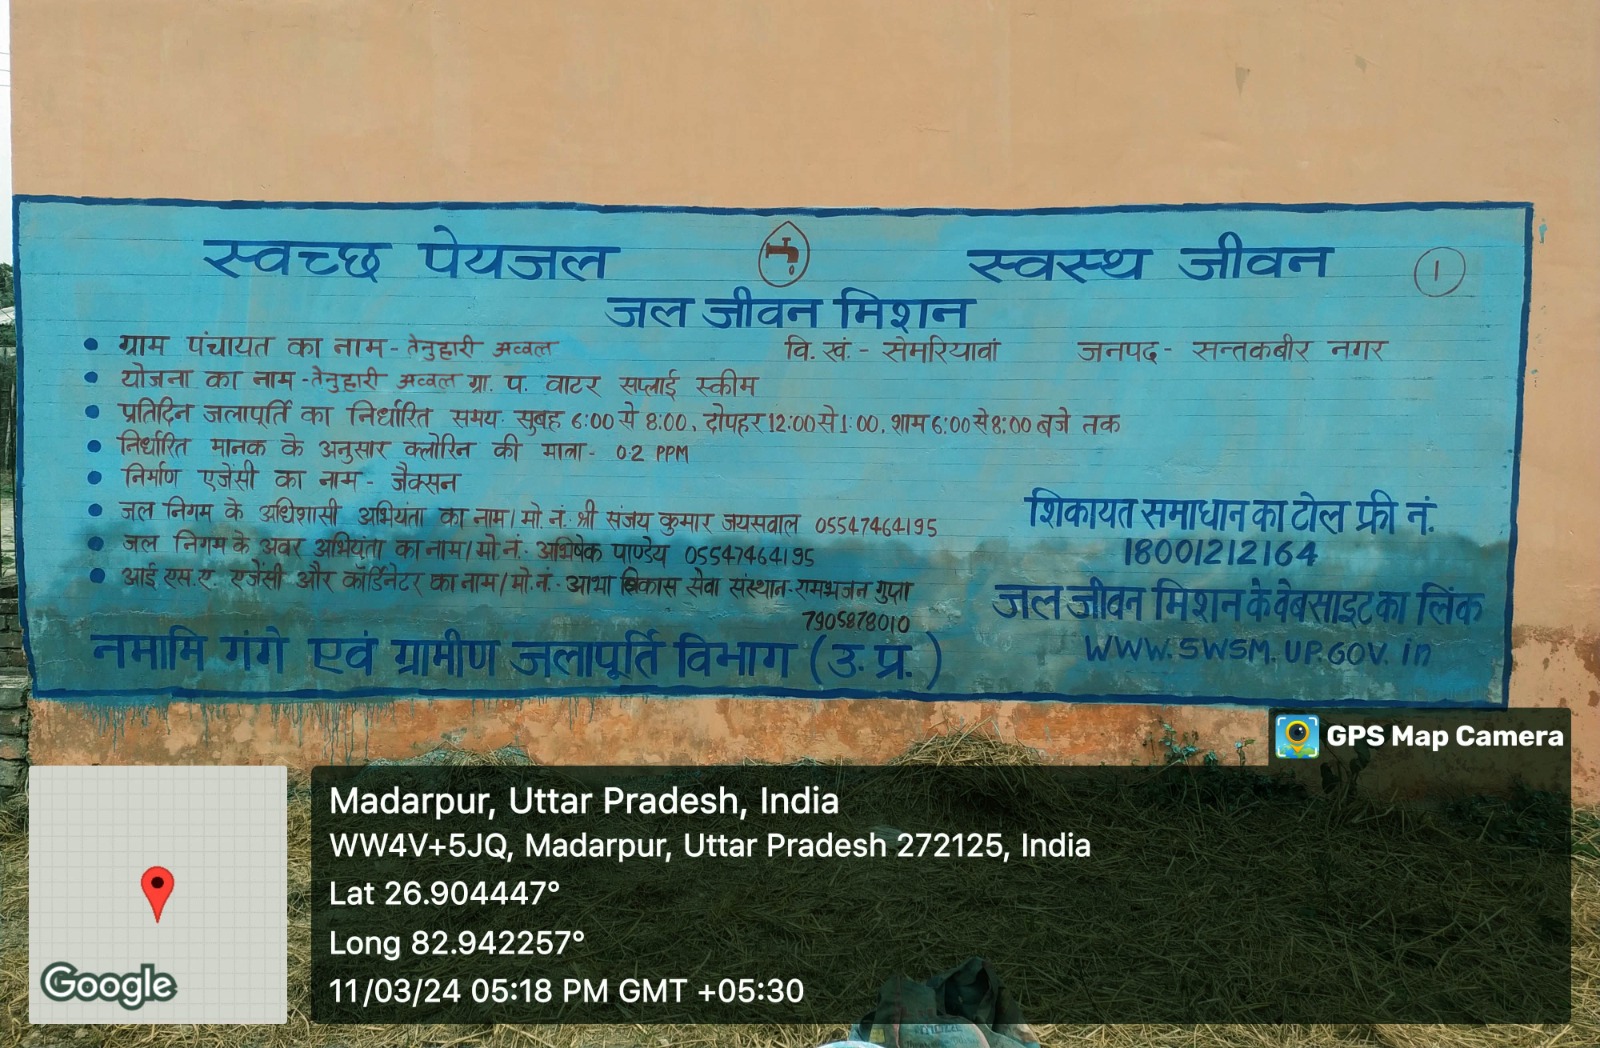 स्वच्छ पेयजल स्वस्थ जीवन 1
जल जीवन मिशन
• ग्राम पंचायत का नाम - तेनुहारी अव्वल वि. खं. - सेमरियावां जनपद - सन्तकबीर नगर
• योजना का नाम - तेनुहारी अव्वल ग्रा. प. वाटर सप्लाई स्कीम
• प्रतिदिन जलापूर्ति का निर्धारित समय: सुबह 6:00 से 8:00, दोपहर 12:00 से 1:00, शाम 6:00 से 8:00 बजे तक
• निर्धारित मानक के अनुसार क्लोरिन की मात्रा - 0.2 PPM
• निर्माण एजेंसी का नाम - जैक्सन
• जल निगम के अधिशासी अभियंता का नाम/मो.नं. श्री संजय कुमार जयसवाल 05547464195
• जल निगम के अवर अभियंता का नाम/मो.नं. अभिषेक पाण्डेय 05547464195
• आई.एस.ए. एजेंसी और कॉर्डिनेटर का नाम/मो.नं. आभा विकास सेवा संस्थान - रामभजन गुप्ता
7905878010
शिकायत समाधान का टोल फ्री नं.
18001212164
जल जीवन मिशन के वेबसाइट का लिंक
WWW.SWSM.UP.GOV.in
नमामि गंगे एवं ग्रामीण जलापूर्ति विभाग (उ.प्र.)
GPS Map Camera
Madarpur, Uttar Pradesh, India
WW4V+5JQ, Madarpur, Uttar Pradesh 272125, India
Lat 26.904447°
Long 82.942257°
11/03/24 05:18 PM GMT +05:30
Google